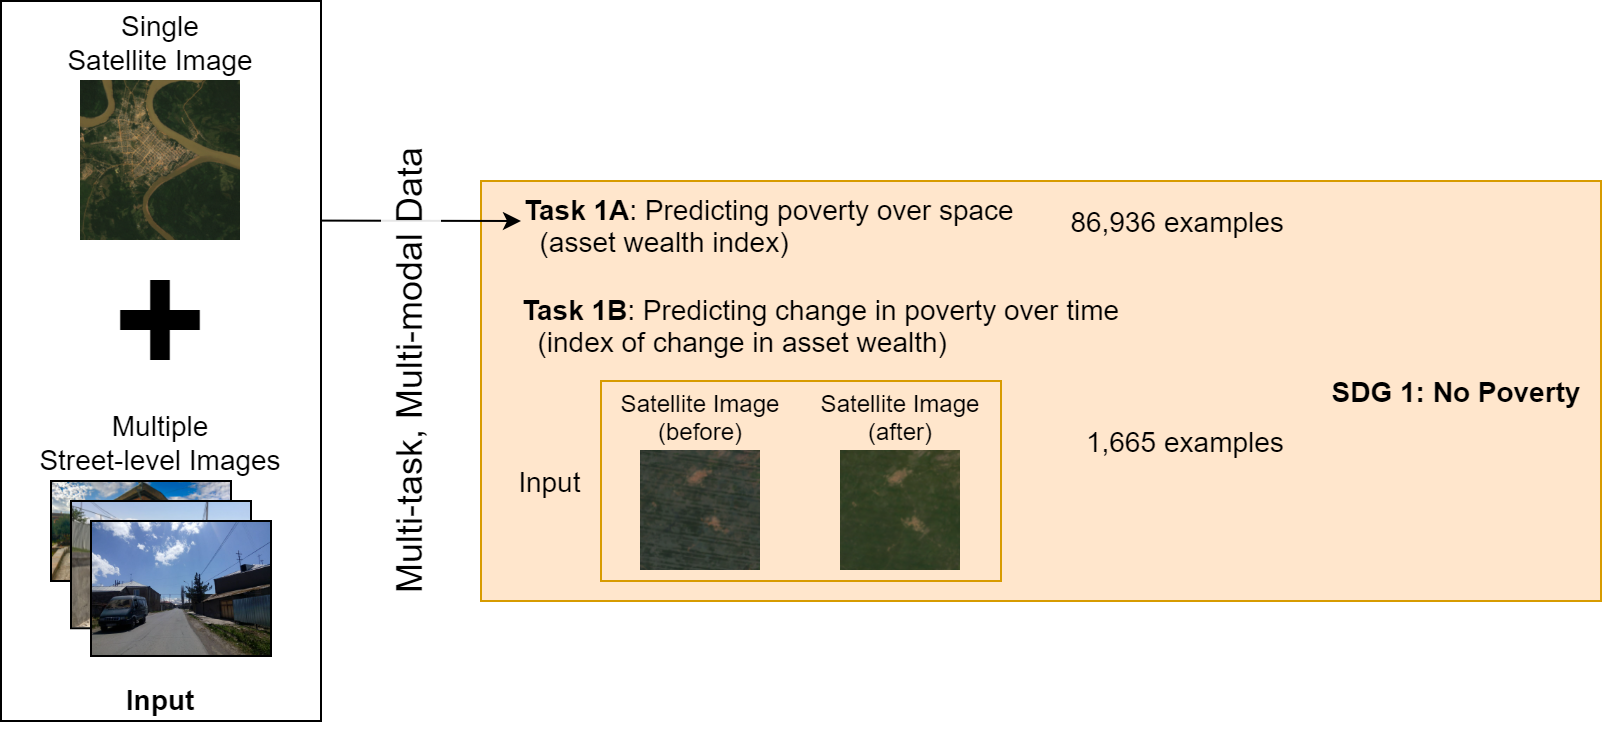 Single
Satellite Image
Multiple
Street-level Images
Input
Multi-task, Multi-modal Data
Task 1A: Predicting poverty over space
(asset wealth index)
86,936 examples
Task 1B: Predicting change in poverty over time
(index of change in asset wealth)
Input
Satellite Image
(before)
Satellite Image
(after)
1,665 examples
SDG 1: No Poverty